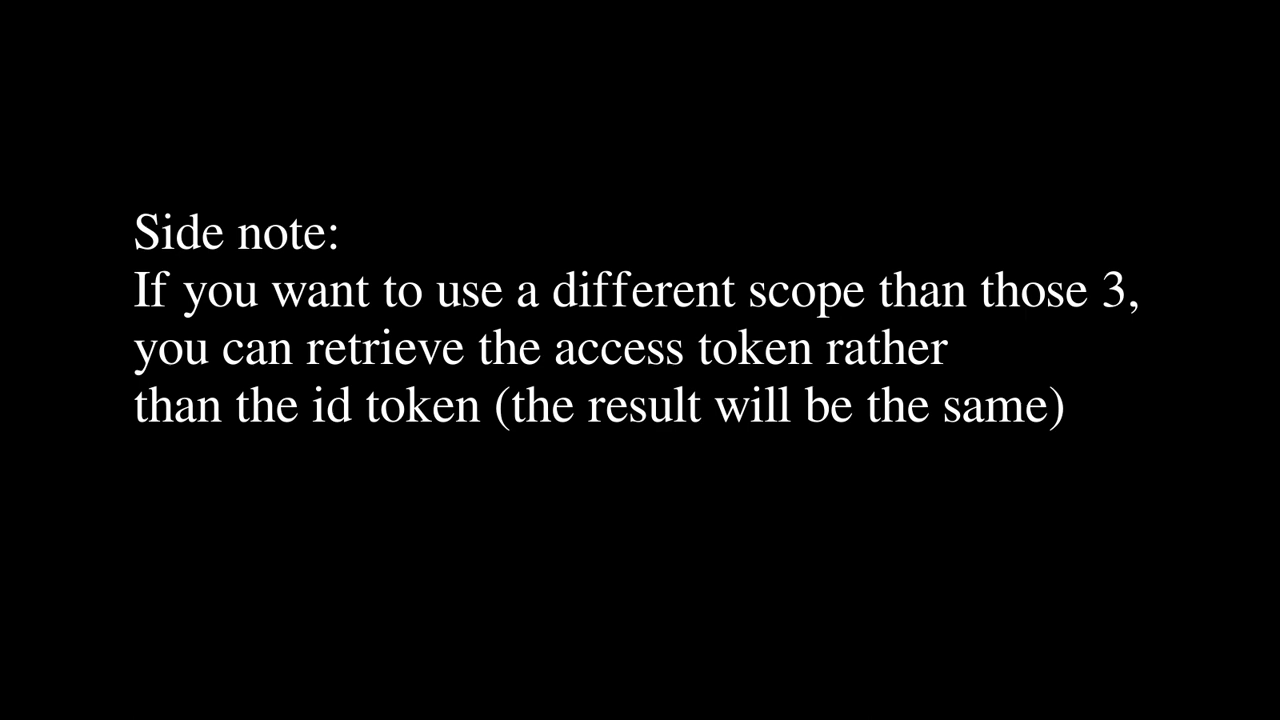 Side note:
If you want to use a different scope than those 3,
you can retrieve the access token rather
than the id token (the result will be the same)